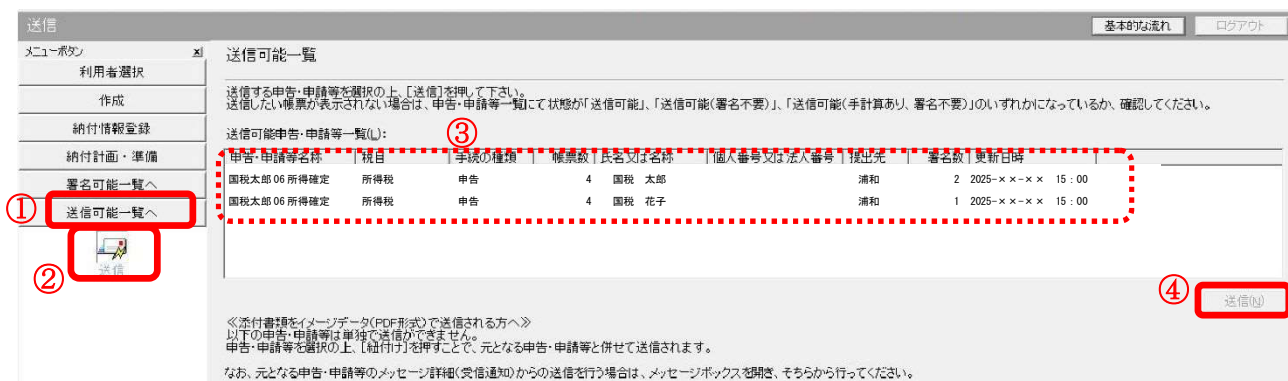 送信 基本的な流れ ログアウト
メニューボタン x 送信可能一覧
利用者選択
作成
納付情報登録
納付計画・準備
署名可能一覧へ
① 送信可能一覧へ
② 送信
送信する申告・申請等を選択の上、[送信]を押して下さい。
送信したい帳票が表示されない場合は、申告・申請等一覧にて状態が「送信可能」、「送信可能(署名不要)」、「送信可能(手計算あり、署名不要)」のいずれかになっているか、確認してください。
送信可能申告・申請等一覧(L): ③
申告・申請等名称 税目 手続の種類 帳票数 氏名又は名称 個人番号又は法人番号 提出先 署名数 更新日時
国税太郎06所得確定 所得税 申告 4 国税 太郎 浦和 2 2025-××-×× 15:00
国税太郎06所得確定 所得税 申告 4 国税 花子 浦和 1 2025-××-×× 15:00
④ 送信(N)
≪添付書類をイメージデータ(PDF形式)で送信される方へ≫
以下の申告・申請等は単独で送信ができません。
申告・申請等を選択の上、[紐付け]を押すことで、元となる申告・申請等と併せて送信されます。
なお、元となる申告・申請等のメッセージ詳細(受信通知)からの送信を行う場合は、メッセージボックスを開き、そちらから行ってください。